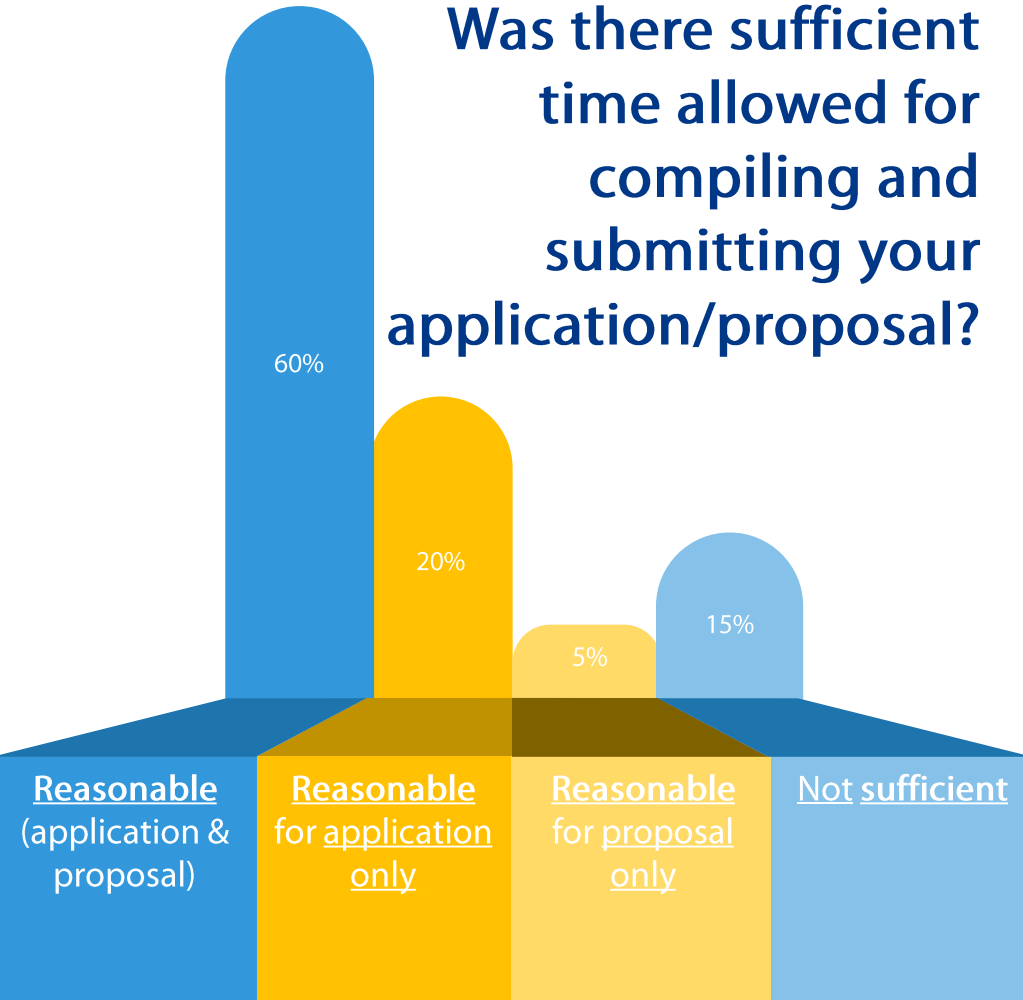 Was there sufficient
time allowed for
compiling and
submitting your
application/proposal?
60%
20%
5%
15%
Reasonable
(application &
proposal)
Reasonable
for application
only
Reasonable
for proposal
only
Not sufficient